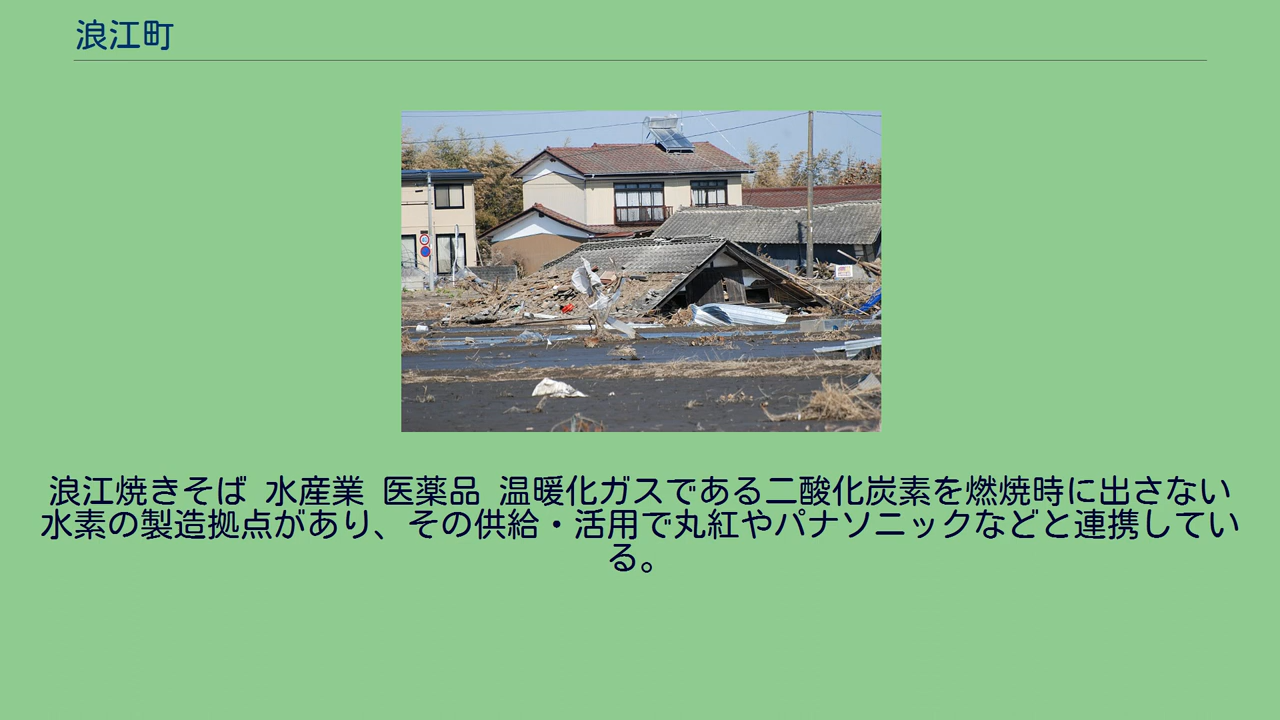 浪江町
浪江焼きそば 水産業 医薬品 温暖化ガスである二酸化炭素を燃焼時に出さない
水素の製造拠点があり、その供給・活用で丸紅やパナソニックなどと連携してい
る。